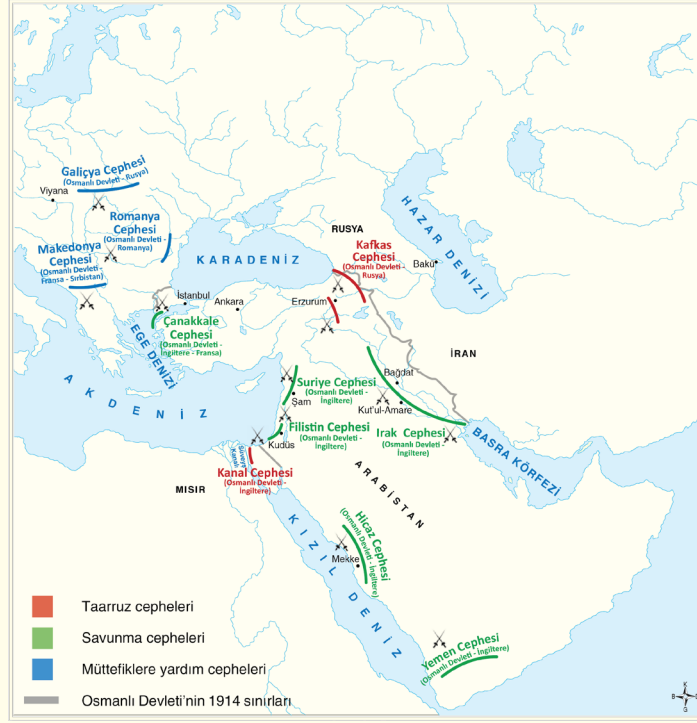 Galiçya Cephesi
(Osmanlı Devleti - Rusya)
Viyana
Romanya
Cephesi
(Osmanlı Devleti -
Romanya)
Makedonya
Cephesi
(Osmanlı Devleti -
Fransa - Sırbistan)
KARADENİZ
RUSYA
Kafkas
Cephesi
(Osmanlı Devleti -
Rusya)
HAZAR DENİZİ
Bakü
İstanbul
Ankara
Erzurum
Çanakkale
Cephesi
(Osmanlı Devleti -
İngiltere - Fransa)
EGE DENİZİ
AKDENİZ
İRAN
Bağdat
Suriye Cephesi
(Osmanlı Devleti -
İngiltere)
Şam
Kut'ul-Amare
Filistin Cephesi
(Osmanlı Devleti -
İngiltere)
Kudüs
Irak Cephesi
(Osmanlı Devleti -
İngiltere)
BASRA KÖRFEZİ
Süveyş
Kanalı
Kanal Cephesi
(Osmanlı Devleti -
İngiltere)
MISIR
ARABİSTAN
KIZIL DENİZ
Hicaz Cephesi
(Osmanlı Devleti - İngiltere)
Mekke
Yemen Cephesi
(Osmanlı Devleti - İngiltere)
Taarruz cepheleri
Savunma cepheleri
Müttefiklere yardım cepheleri
Osmanlı Devleti'nin 1914 sınırları
K
B
G